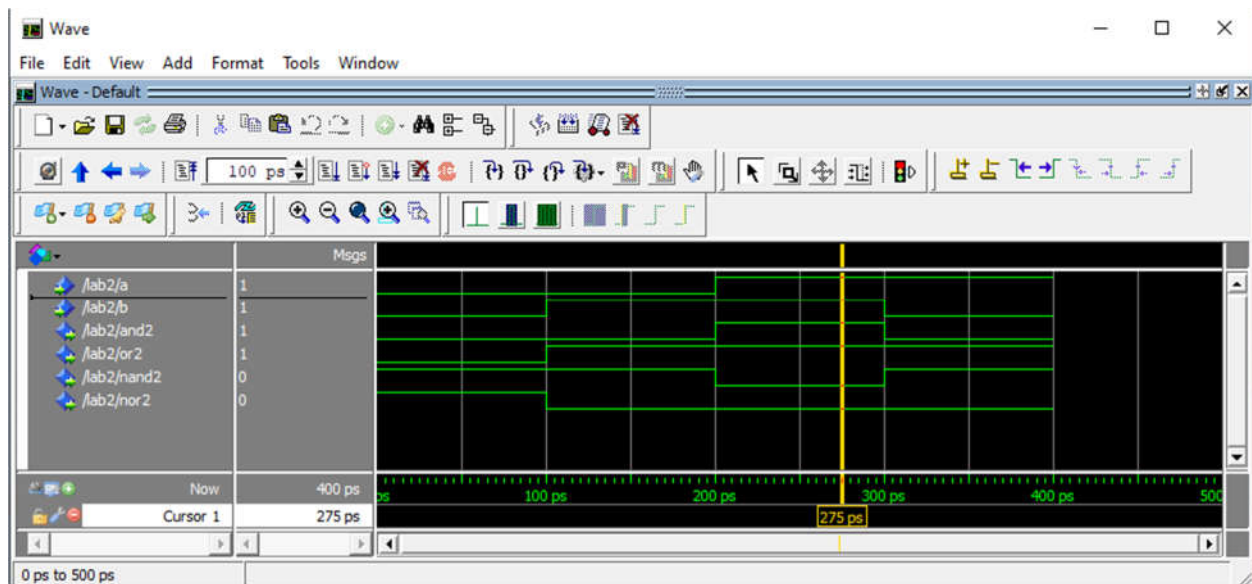 Wave
File Edit View Add Format Tools Window
Wave - Default
100 ps
Msgs
/lab2/a 1
/lab2/b 1
/lab2/and2 1
/lab2/or2 1
/lab2/nand2 0
/lab2/nor2 0
Now 400 ps
ps 100 ps 200 ps 300 ps 400 ps 500
Cursor 1 275 ps 275 ps
0 ps to 500 ps